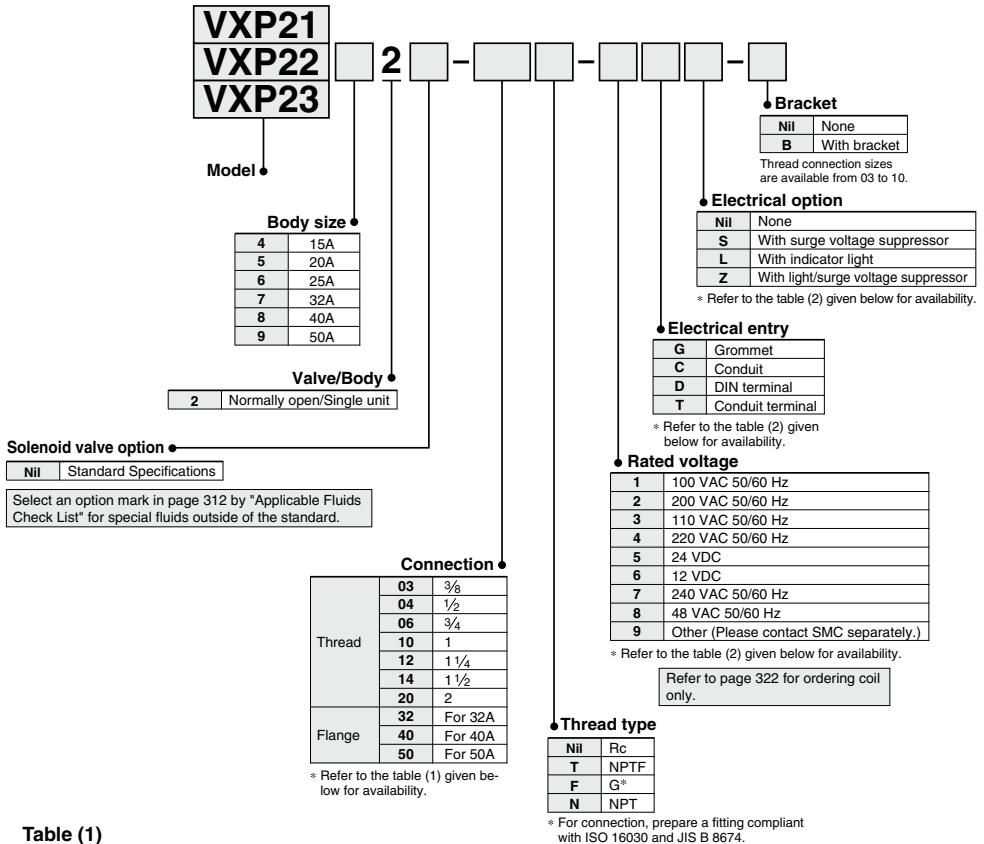 VXP21
VXP22 2 – – –
VXP23
Model
Bracket
Nil None
B With bracket
Thread connection sizes
are available from 03 to 10.
Body size
4 15A
5 20A
6 25A
7 32A
8 40A
9 50A
Electrical option
Nil None
S With surge voltage suppressor
L With indicator light
Z With light/surge voltage suppressor
* Refer to the table (2) given below for availability.
Valve/Body
2 Normally open/Single unit
Electrical entry
G Grommet
C Conduit
D DIN terminal
T Conduit terminal
* Refer to the table (2) given
below for availability.
Solenoid valve option
Nil Standard Specifications
Select an option mark in page 312 by "Applicable Fluids
Check List" for special fluids outside of the standard.
Rated voltage
1 100 VAC 50/60 Hz
2 200 VAC 50/60 Hz
3 110 VAC 50/60 Hz
4 220 VAC 50/60 Hz
5 24 VDC
6 12 VDC
7 240 VAC 50/60 Hz
8 48 VAC 50/60 Hz
9 Other (Please contact SMC separately.)
* Refer to the table (2) given below for availability.
Refer to page 322 for ordering coil
only.
Connection
Thread
03 3/8
04 1/2
06 3/4
10 1
12 1 1/4
14 1 1/2
20 2
Flange
32 For 32A
40 For 40A
50 For 50A
* Refer to the table (1) given be-
low for availability.
Thread type
Nil Rc
T NPTF
F G*
N NPT
* For connection, prepare a fitting compliant
with ISO 16030 and JIS B 8674.
Table (1)